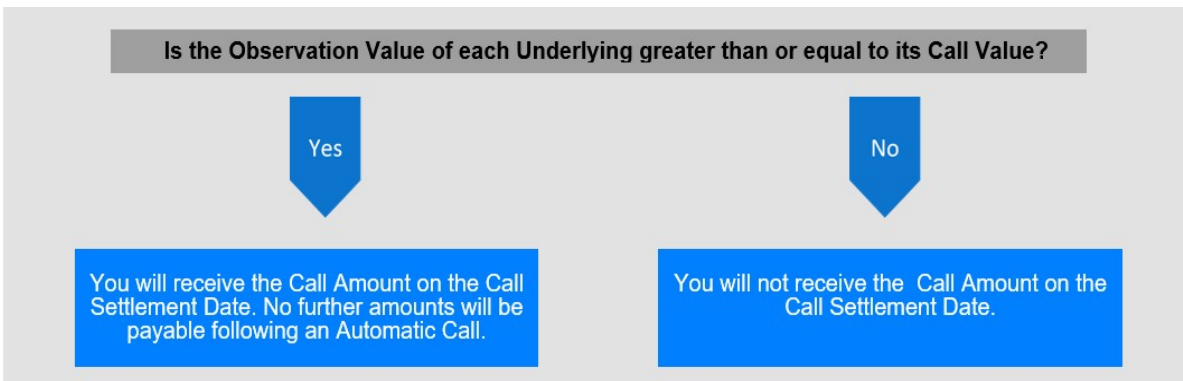 Is the Observation Value of each Underlying greater than or equal to its Call Value?
Yes
No
You will receive the Call Amount on the Call
Settlement Date. No further amounts will be
payable following an Automatic Call.
You will not receive the  Call Amount on the
Call Settlement Date.